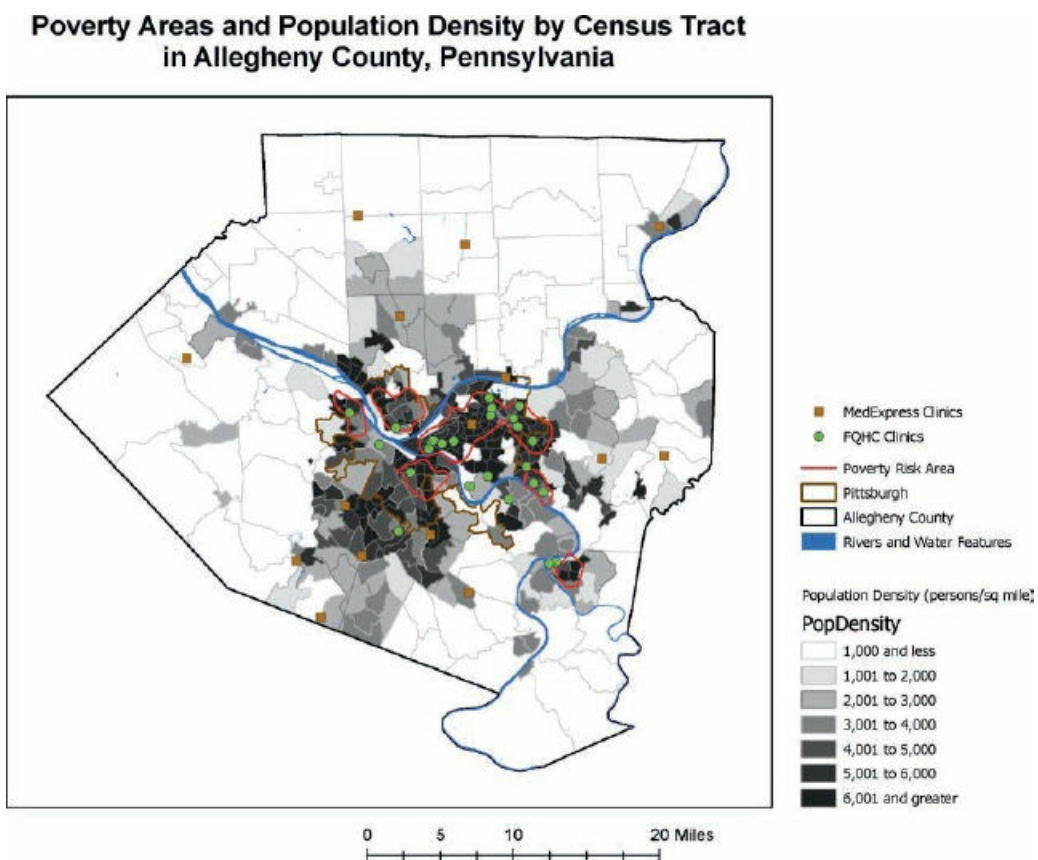 Poverty Areas and Population Density by Census Tract
in Allegheny County, Pennsylvania
MedExpress Clinics
FQHC Clinics
Poverty Risk Area
Pittsburgh
Allegheny County
Rivers and Water Features
Population Density (persons/sq mile)
PopDensity
1,000 and less
1,001 to 2,000
2,001 to 3,000
3,001 to 4,000
4,001 to 5,000
5,001 to 6,000
6,001 and greater
0 5 10 20 Miles